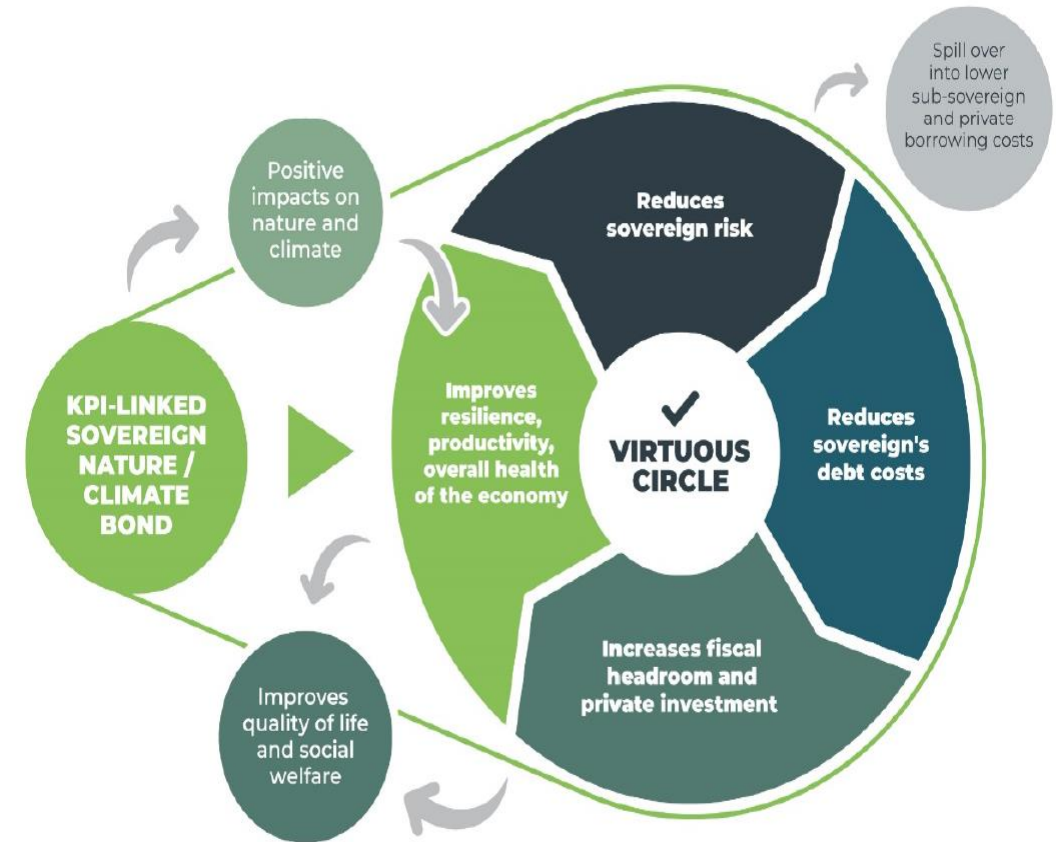 Spill over
into lower
sub-sovereign
and private
borrowing costs
Positive
impacts on
nature and
climate
Reduces
sovereign risk
KPI-LINKED
SOVEREIGN
NATURE /
CLIMATE
BOND
Improves
resilience,
productivity,
overall health
of the economy
VIRTUOUS
CIRCLE
Reduces
sovereign's
debt costs
Increases fiscal
headroom and
private investment
Improves
quality of life
and social
welfare